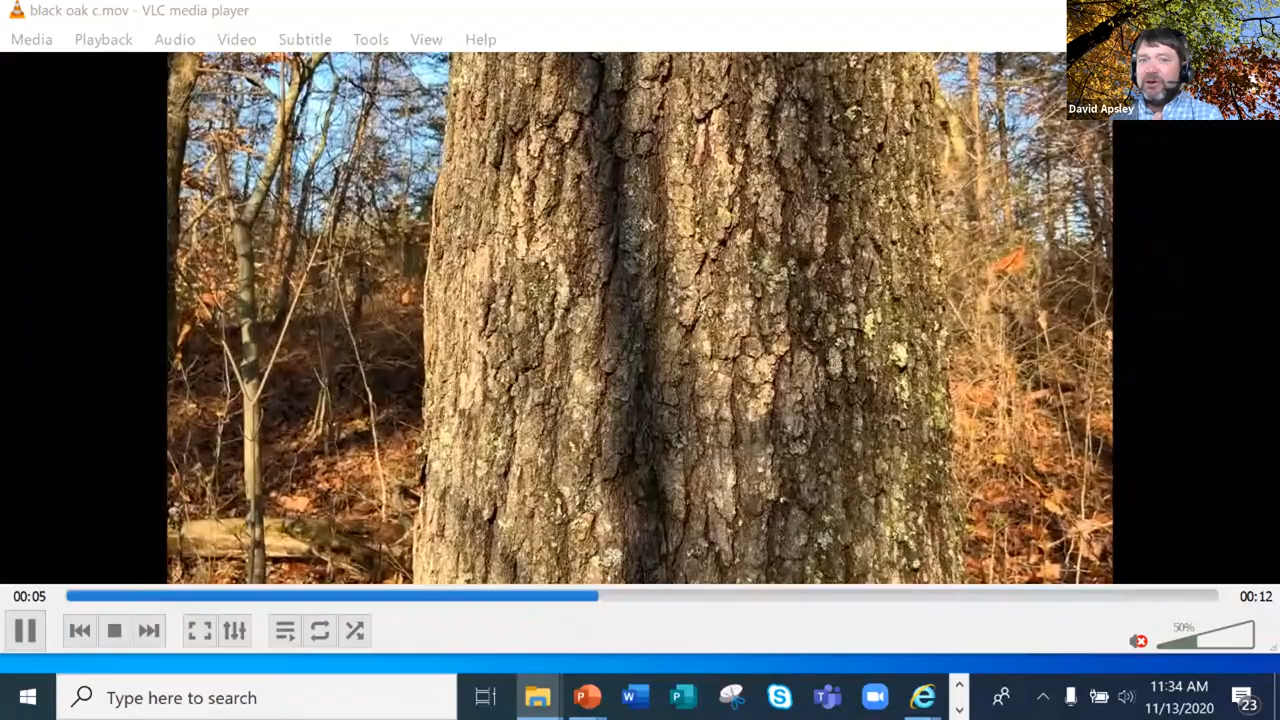 black oak c.mov - VLC media player
Media Playback Audio Video Subtitle Tools View Help
David Apsley
00:05
00:12
50%
Type here to search
11:34 AM
11/13/2020
23